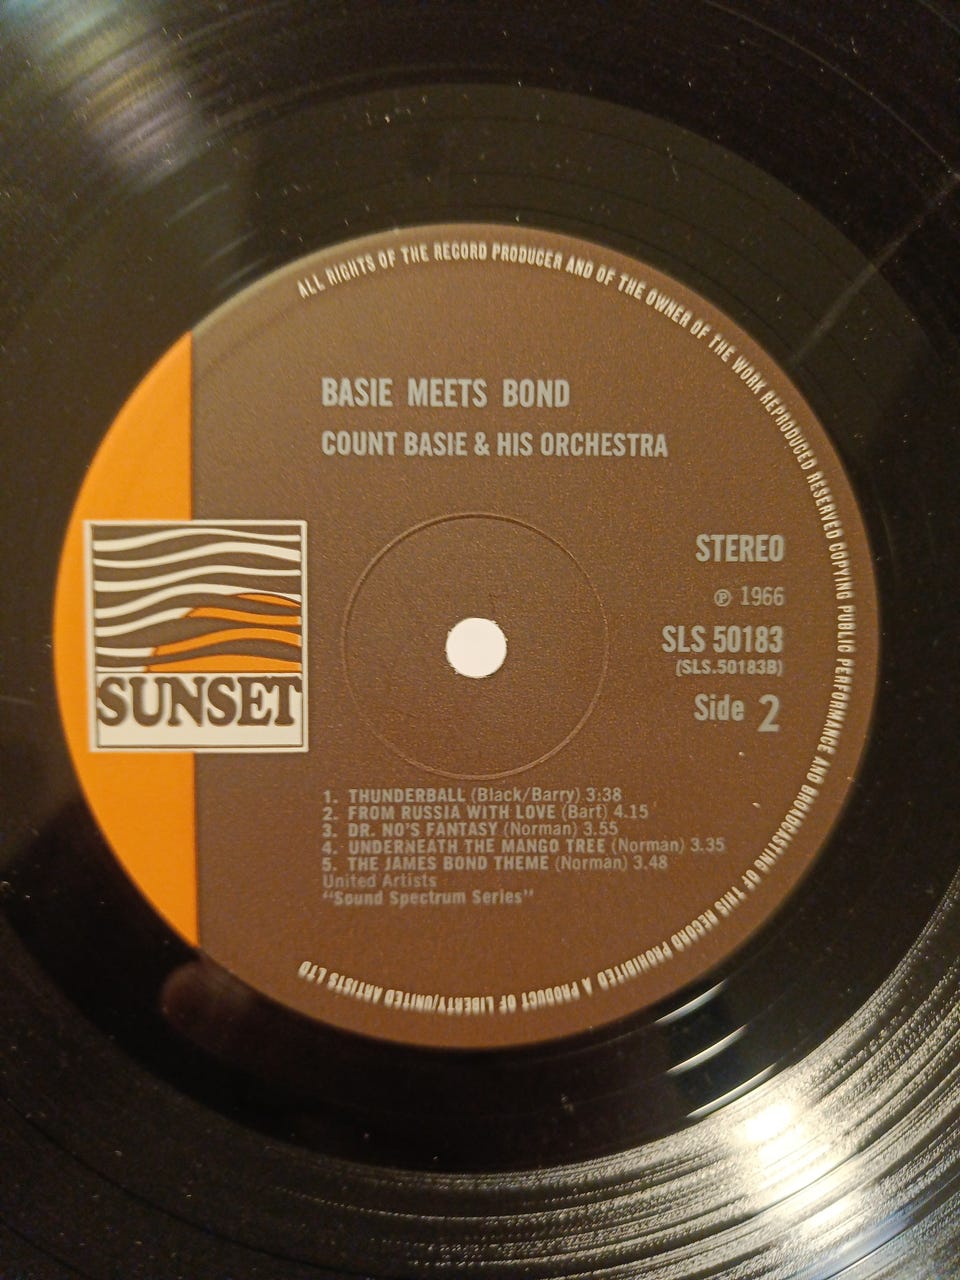 ALL RIGHTS OF THE RECORD PRODUCER AND OF THE OWNER OF THE WORK REPRODUCED RESERVED COPYING PUBLIC PERFORMANCE AND BROADCASTING OF THIS RECORD PROHIBITED A PRODUCT OF LIBERTY/UNITED ARTISTS LTD
BASIE MEETS BOND
COUNT BASIE & HIS ORCHESTRA
SUNSET
STEREO
℗ 1966
SLS 50183
(SLS.50183B)
Side 2
1. THUNDERBALL (Black/Barry) 3:38
2. FROM RUSSIA WITH LOVE (Bart) 4.15
3. DR. NO'S FANTASY (Norman) 3.55
4. UNDERNEATH THE MANGO TREE (Norman) 3.35
5. THE JAMES BOND THEME (Norman) 3.48
United Artists
"Sound Spectrum Series"